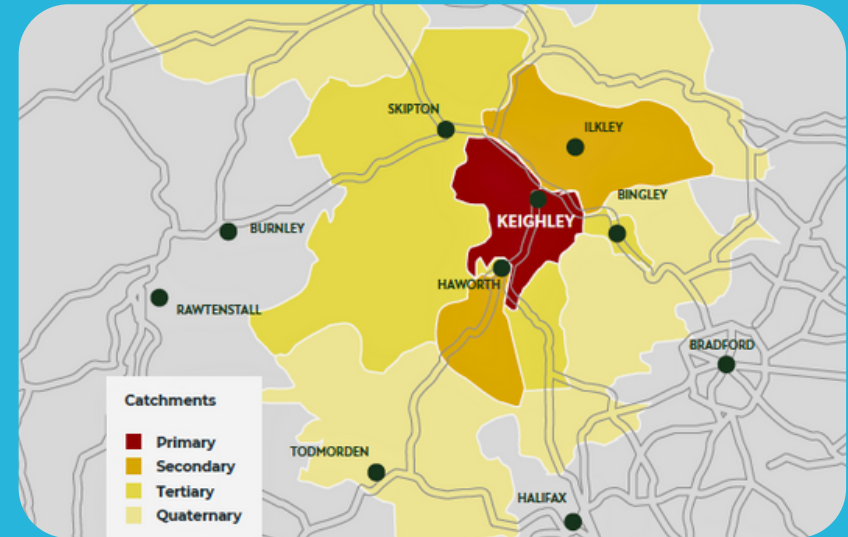 SKIPTON
ILKLEY
BINGLEY
KEIGHLEY
BURNLEY
HAWORTH
RAWTENSTALL
BRADFORD
Catchments
Primary
Secondary
Tertiary
Quaternary
TODMORDEN
HALIFAX